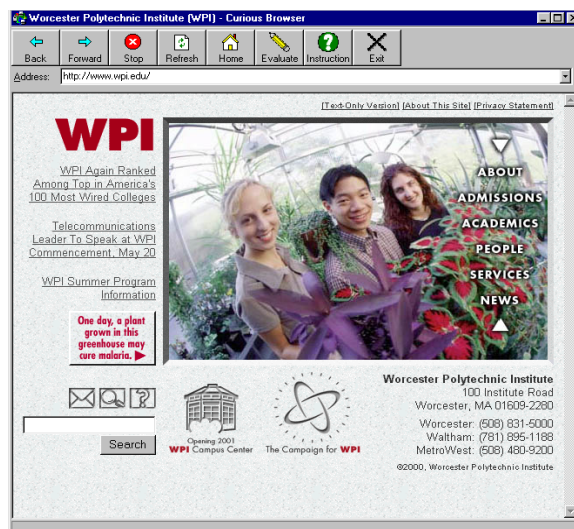 Worcester Polytechnic Institute (WPI) - Curious Browser
Back Forward Stop Refresh Home Evaluate Instruction Exit
Address: http://www.wpi.edu/
[Text-Only Version] [About This Site] [Privacy Statement]
WPI
WPI Again Ranked
Among Top in America's
100 Most Wired Colleges
Telecommunications
Leader To Speak at WPI
Commencement, May 20
WPI Summer Program
Information
One day, a plant
grown in this
greenhouse may
cure malaria.
ABOUT
ADMISSIONS
ACADEMICS
PEOPLE
SERVICES
NEWS
Search
Opening 2001
WPI Campus Center
The Campaign for WPI
Worcester Polytechnic Institute
100 Institute Road
Worcester, MA 01609-2280
Worcester: (508) 831-5000
Waltham: (781) 895-1188
MetroWest: (508) 480-9200
©2000, Worcester Polytechnic Institute